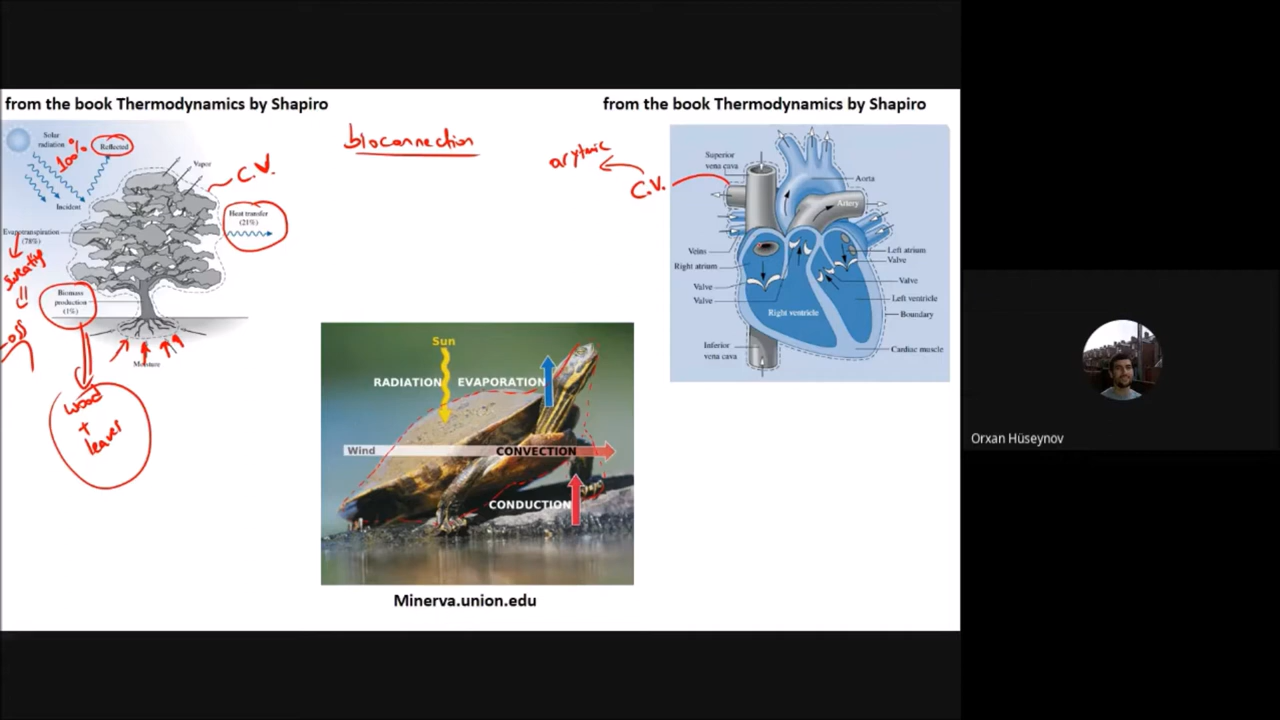 from the book Thermodynamics by Shapiro
from the book Thermodynamics by Shapiro
bioconnection
Solar
radiation
100%
Reflected
Vapor
C.V.
Incident
Heat transfer
(21%)
Evapotranspiration
(78%)
sweating
Biomass
production
(1%)
Moisture
wood
+
leaves
C.V.
Superior
vena cava
Aorta
Artery
Veins
Right atrium
Valve
Valve
Left atrium
Valve
Valve
Left ventricle
Right ventricle
Boundary
Inferior
vena cava
Cardiac muscle
Sun
RADIATION
EVAPORATION
Wind
CONVECTION
CONDUCTION
Minerva.union.edu
Orxan Hüseynov